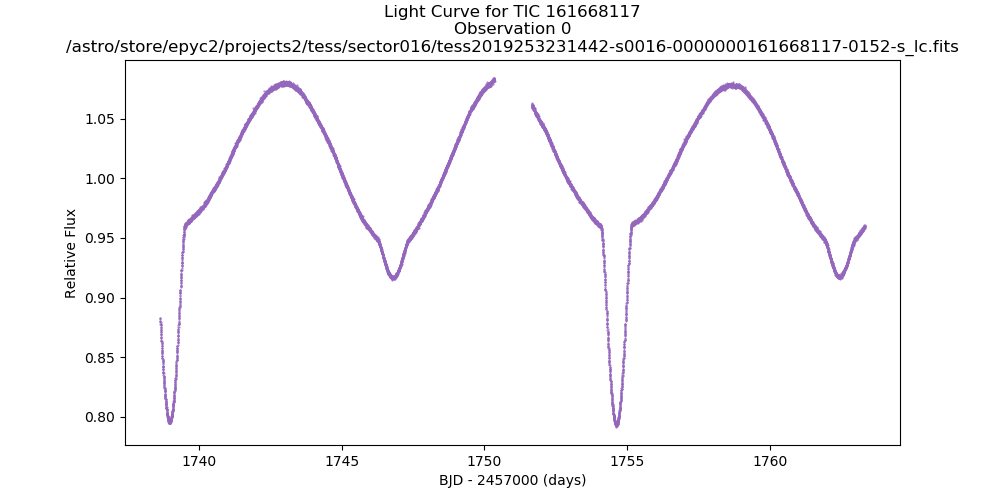 Light Curve for TIC 161668117
Observation 0
/astro/store/epyc2/projects2/tess/sector016/tess2019253231442-s0016-0000000161668117-0152-s_lc.fits
Relative Flux
1.05
1.00
0.95
0.90
0.85
0.80
1740
1745
1750
1755
1760
BJD - 2457000 (days)